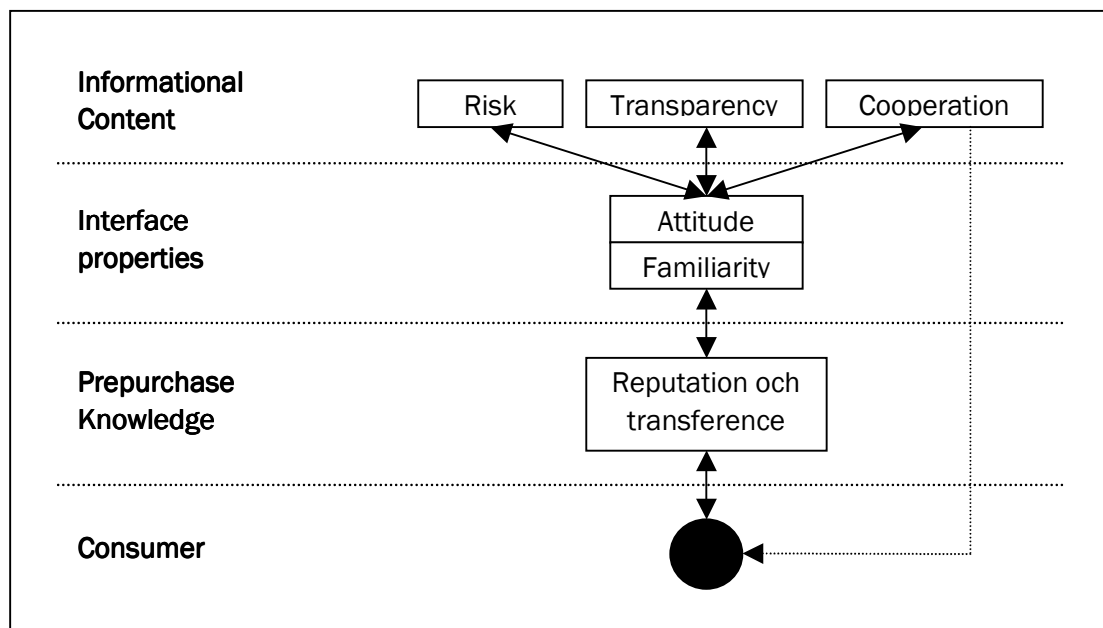 Informational
Content
Risk
Transparency
Cooperation
Interface
properties
Attitude
Familiarity
Prepurchase
Knowledge
Reputation och
transference
Consumer